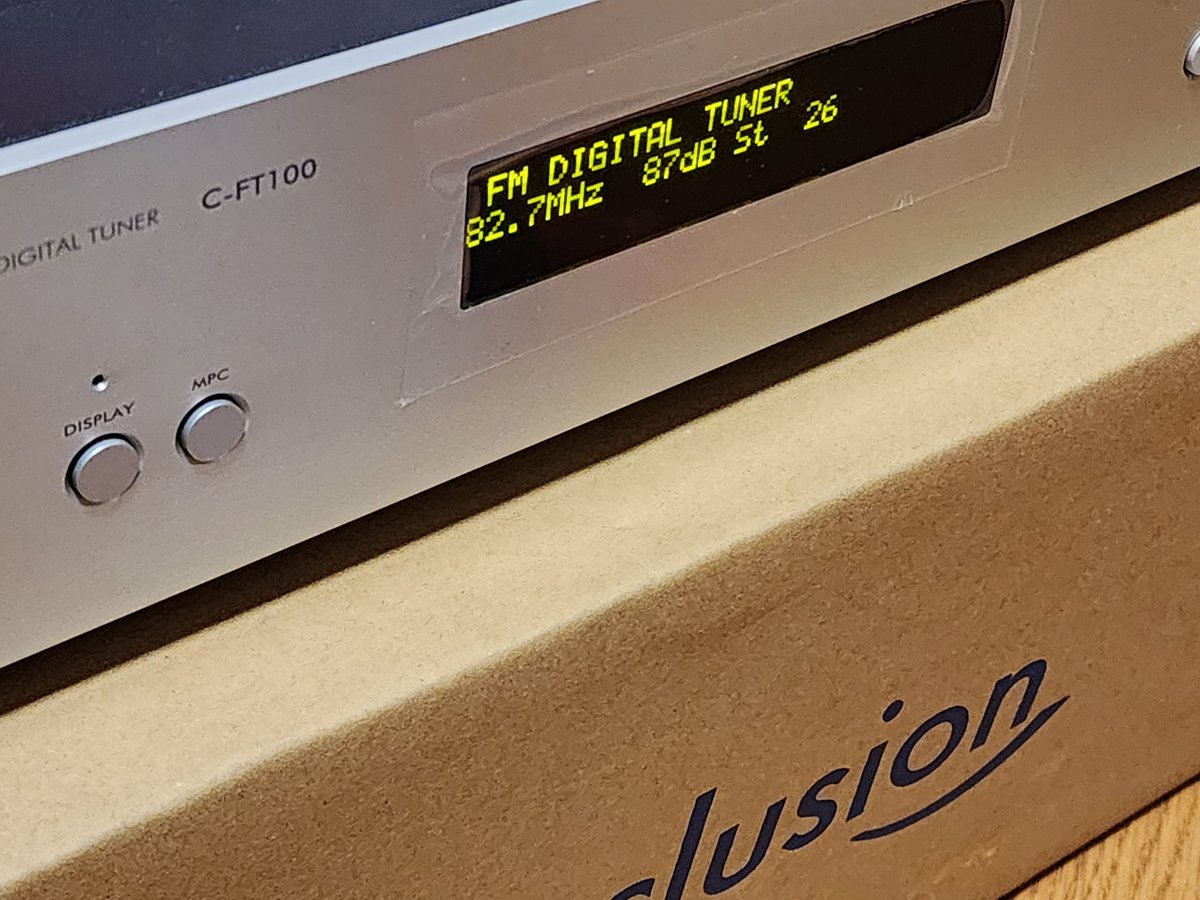 DIGITAL TUNER C-FT100
FM DIGITAL TUNER
82.7MHz 87dB St 26
DISPLAY
MPC
clusion